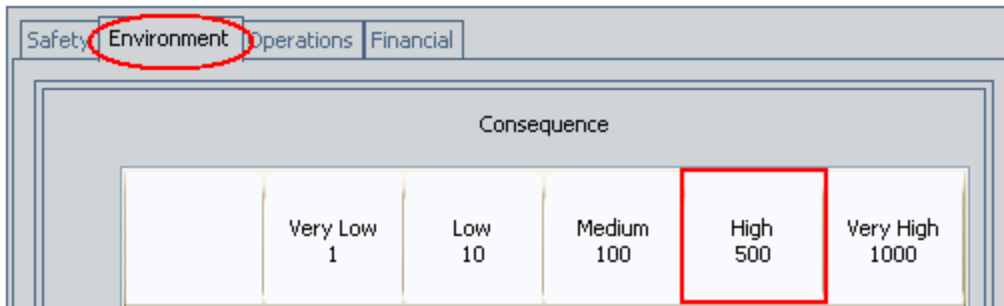 Safety Environment Operations Financial
Consequence
Very Low Low Medium High Very High
1 10 100 500 1000